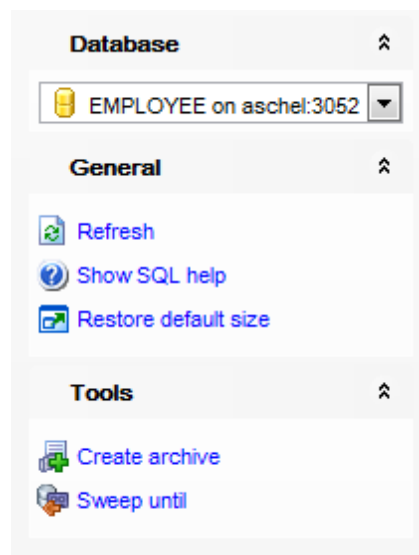 Database
EMPLOYEE on aschel:3052
General
Refresh
Show SQL help
Restore default size
Tools
Create archive
Sweep until